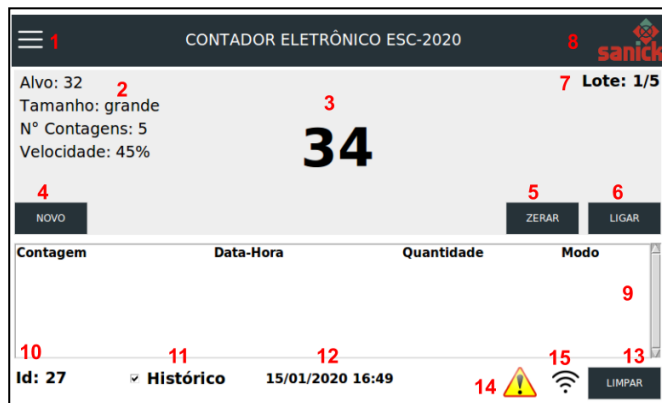 1 CONTADOR ELETRÔNICO ESC-2020 8 sanick
Alvo: 32 2 3 7 Lote: 1/5
Tamanho: grande
N° Contagens: 5 34
Velocidade: 45%
4 5 6
NOVO ZERAR LIGAR
Contagem Data-Hora Quantidade Modo
9
10 11 12 15 13
Id: 27 Histórico 15/01/2020 16:49 14 LIMPAR